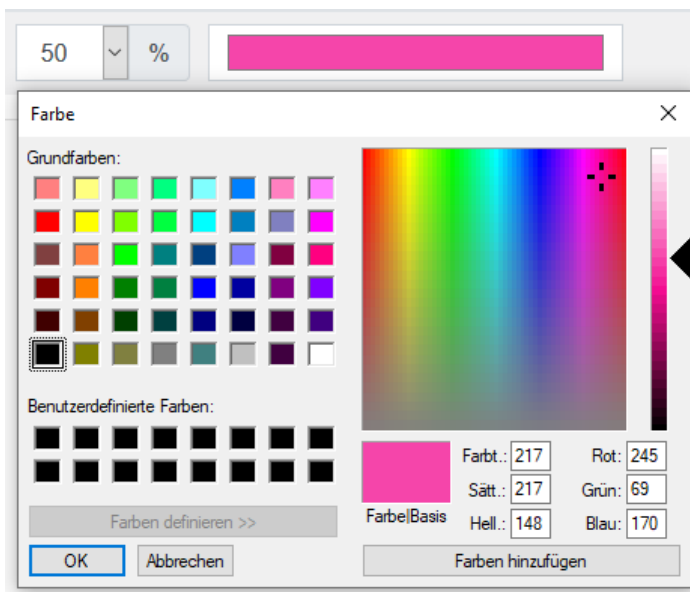 50 %
Farbe
Grundfarben:
Benutzerdefinierte Farben:
Farben definieren >>
OK Abbrechen
Farbe|Basis
Farbt.: 217 Rot: 245
Sätt.: 217 Grün: 69
Hell.: 148 Blau: 170
Farben hinzufügen